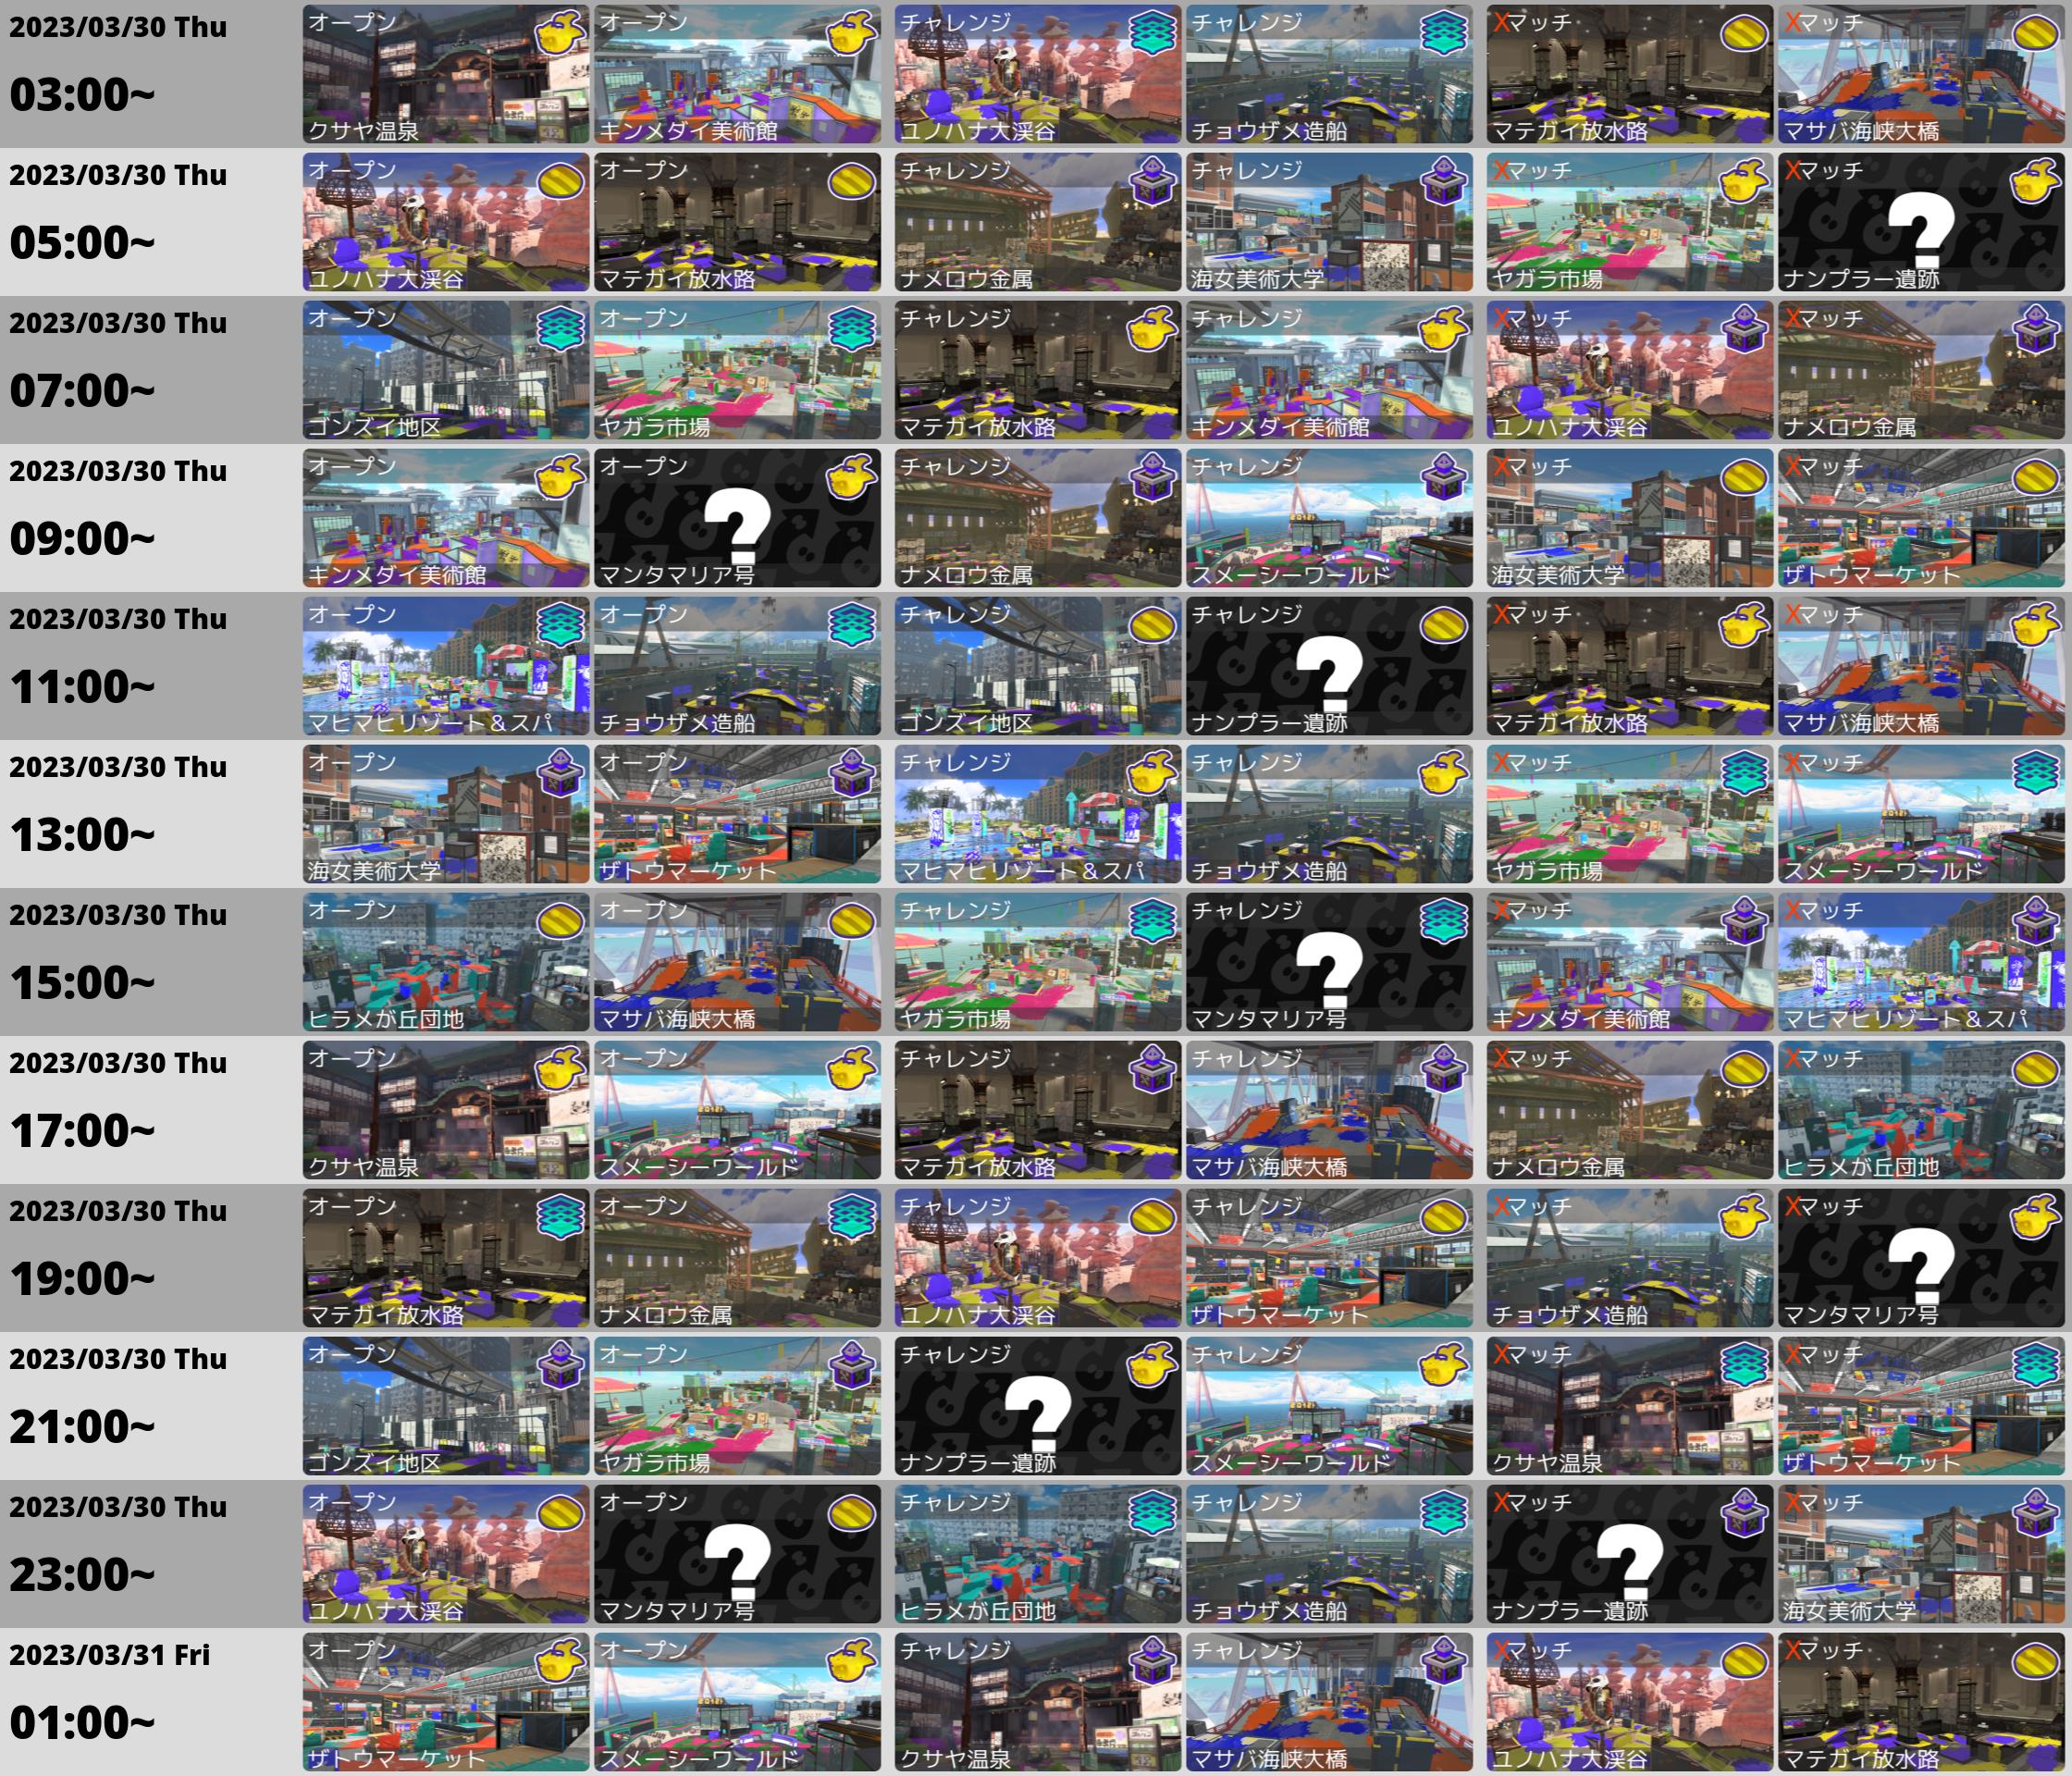 2023/03/30 Thu
03:00~
オープン オープン チャレンジ チャレンジ Xマッチ Xマッチ
クサヤ温泉 キンメダイ美術館 ユノハナ大渓谷 チョウザメ造船 マテガイ放水路 マサバ海峡大橋
2023/03/30 Thu
05:00~
オープン オープン チャレンジ チャレンジ Xマッチ Xマッチ
ユノハナ大渓谷 マテガイ放水路 ナメロウ金属 海女美術大学 ヤガラ市場 ナンプラー遺跡
2023/03/30 Thu
07:00~
オープン オープン チャレンジ チャレンジ Xマッチ Xマッチ
ゴンズイ地区 ヤガラ市場 マテガイ放水路 キンメダイ美術館 ユノハナ大渓谷 ナメロウ金属
2023/03/30 Thu
09:00~
オープン オープン チャレンジ チャレンジ Xマッチ Xマッチ
キンメダイ美術館 マンタマリア号 ナメロウ金属 スメーシーワールド 海女美術大学 ザトウマーケット
2023/03/30 Thu
11:00~
オープン オープン チャレンジ チャレンジ Xマッチ Xマッチ
マヒマヒリゾート＆スパ チョウザメ造船 ゴンズイ地区 ナンプラー遺跡 マテガイ放水路 マサバ海峡大橋
2023/03/30 Thu
13:00~
オープン オープン チャレンジ チャレンジ Xマッチ Xマッチ
海女美術大学 ザトウマーケット マヒマヒリゾート＆スパ チョウザメ造船 ヤガラ市場 スメーシーワールド
2023/03/30 Thu
15:00~
オープン オープン チャレンジ チャレンジ Xマッチ Xマッチ
ヒラメが丘団地 マサバ海峡大橋 ヤガラ市場 マンタマリア号 キンメダイ美術館 マヒマヒリゾート＆スパ
2023/03/30 Thu
17:00~
オープン オープン チャレンジ チャレンジ Xマッチ Xマッチ
クサヤ温泉 スメーシーワールド マテガイ放水路 マサバ海峡大橋 ナメロウ金属 ヒラメが丘団地
2023/03/30 Thu
19:00~
オープン オープン チャレンジ チャレンジ Xマッチ Xマッチ
マテガイ放水路 ナメロウ金属 ユノハナ大渓谷 ザトウマーケット チョウザメ造船 マンタマリア号
2023/03/30 Thu
21:00~
オープン オープン チャレンジ チャレンジ Xマッチ Xマッチ
ゴンズイ地区 ヤガラ市場 ナンプラー遺跡 スメーシーワールド クサヤ温泉 ザトウマーケット
2023/03/30 Thu
23:00~
オープン オープン チャレンジ チャレンジ Xマッチ Xマッチ
ユノハナ大渓谷 マンタマリア号 ヒラメが丘団地 チョウザメ造船 ナンプラー遺跡 海女美術大学
2023/03/31 Fri
01:00~
オープン オープン チャレンジ チャレンジ Xマッチ Xマッチ
ザトウマーケット スメーシーワールド クサヤ温泉 マサバ海峡大橋 ユノハナ大渓谷 マテガイ放水路